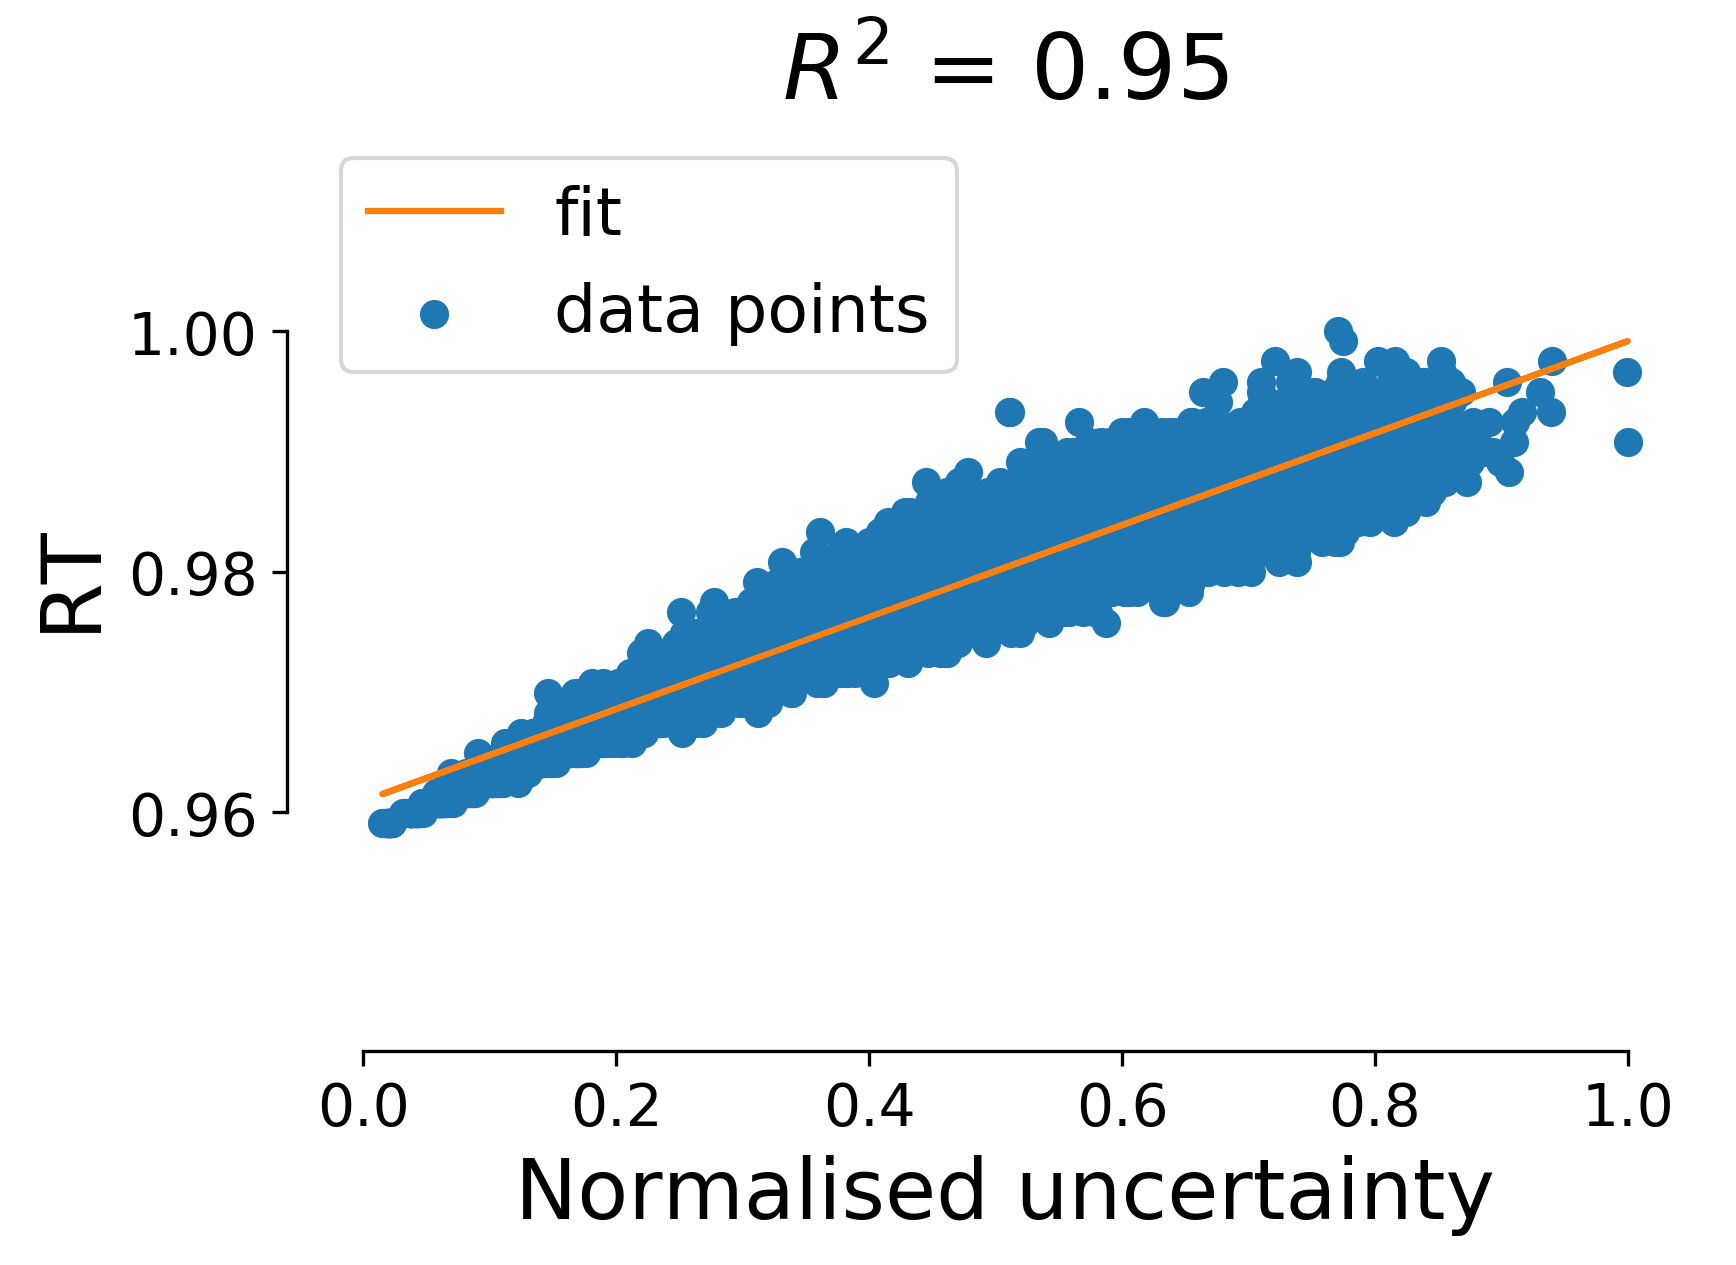 R² = 0.95
fit
data points
RT
1.00
0.98
0.96
0.0 0.2 0.4 0.6 0.8 1.0
Normalised uncertainty